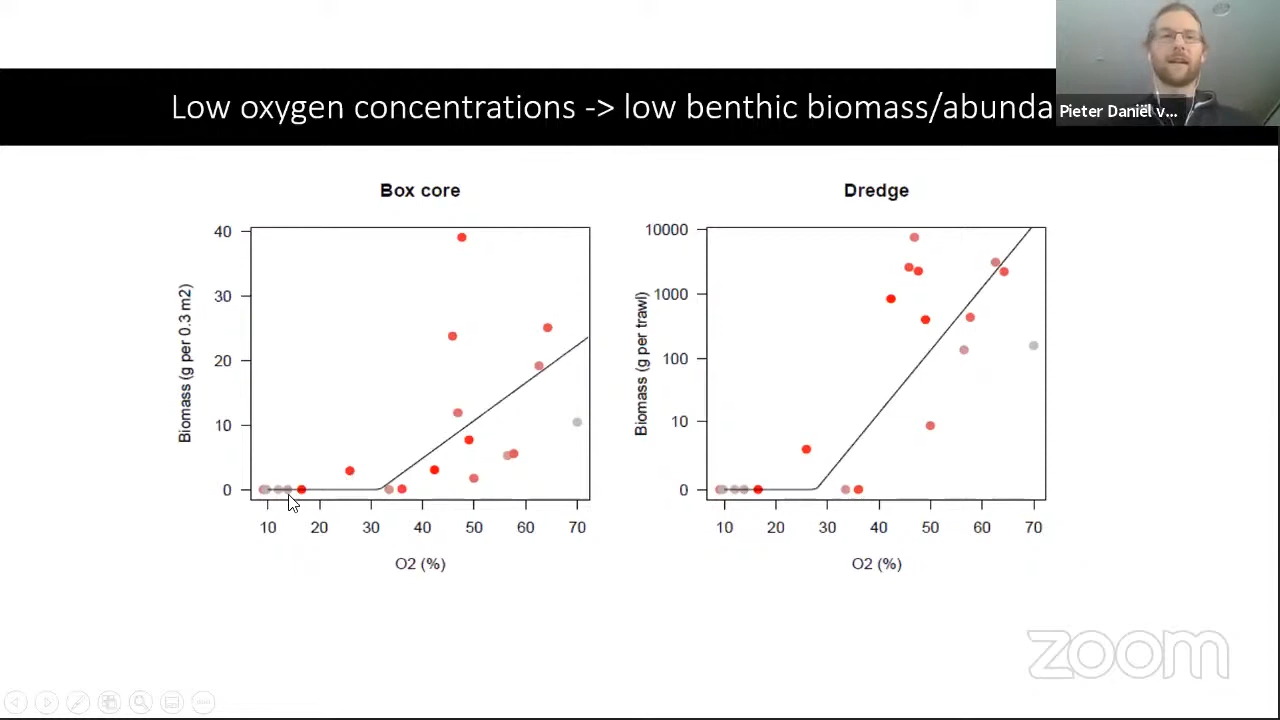 Low oxygen concentrations -> low benthic biomass/abunda
Pieter Daniël v...
Box core
Dredge
40
30
20
10
0
Biomass (g per 0.3 m2)
10 20 30 40 50 60 70
O2 (%)
10000
1000
100
10
0
Biomass (g per trawl)
10 20 30 40 50 60 70
O2 (%)
zoom